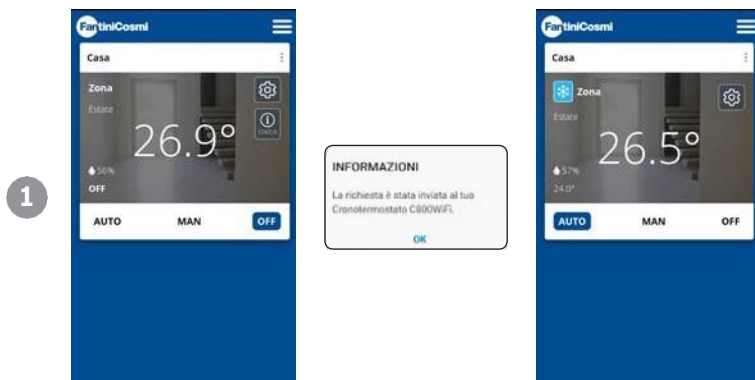 1
FantiniCosmi
Casa
Zona
Estate
26.9°
STATUS
56%
OFF
AUTO MAN OFF
INFORMAZIONI
La richiesta è stata inviata al tuo
Cronotermostato C800WiFi.
OK
FantiniCosmi
Casa
Zona
Estate
26.5°
57%
24.0°
AUTO MAN OFF